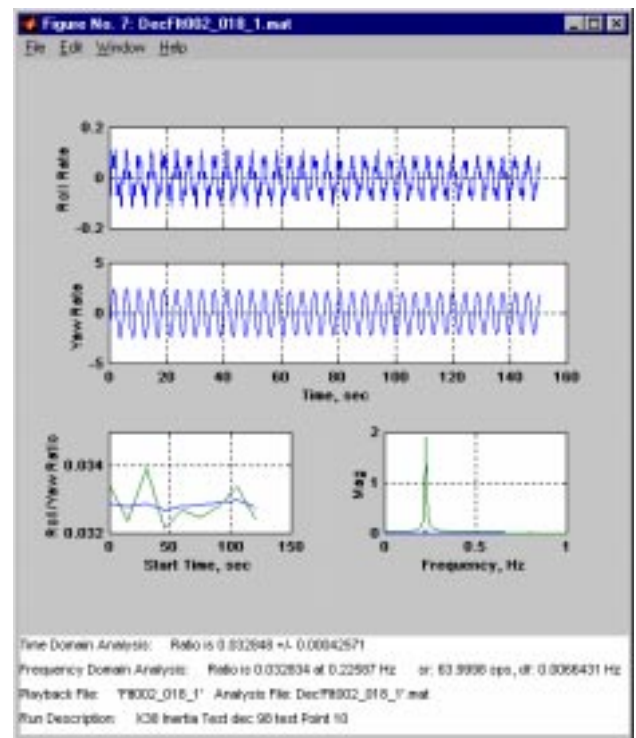 Figure No. 7: DecFlt002_018_1.mat
File Edit Window Help
0.2
Roll Rate
0
-0.2
5
Yaw Rate
0
-5
0 20 40 60 80 100 120 140 160
Time, sec
Roll/Yaw Ratio
0.034
0.032
0 50 100 150
Start Time, sec
2
Mag
1
0
0 0.5 1
Frequency, Hz
Time Domain Analysis: Ratio is 0.032848 +/- 0.00042571
Frequency Domain Analysis: Ratio is 0.032834 at 0.22587 Hz or: 63.9998 sps, df: 0.0066431 Hz
Playback File: 'Flt002_018_1' Analysis File: Dec'Flt002_018_1'.mat
Run Description: X38 Inertia Test dec 98 test Point 10